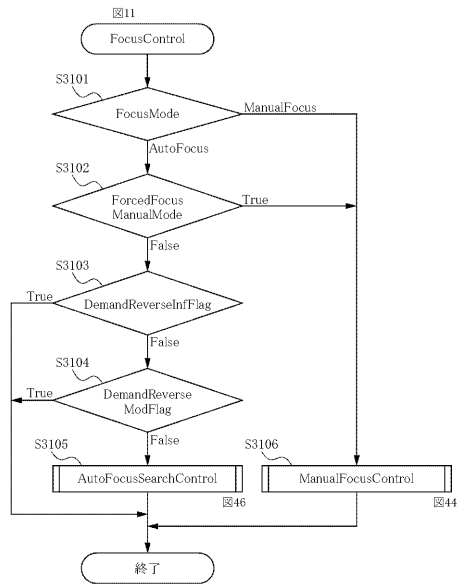 図11
FocusControl
S3101
FocusMode
ManualFocus
AutoFocus
S3102
ForcedFocus
ManualMode
True
False
S3103
True
DemandReverseInfFlag
False
S3104
True
DemandReverse
ModFlag
False
S3105
AutoFocusSearchControl
図46
S3106
ManualFocusControl
図44
終了